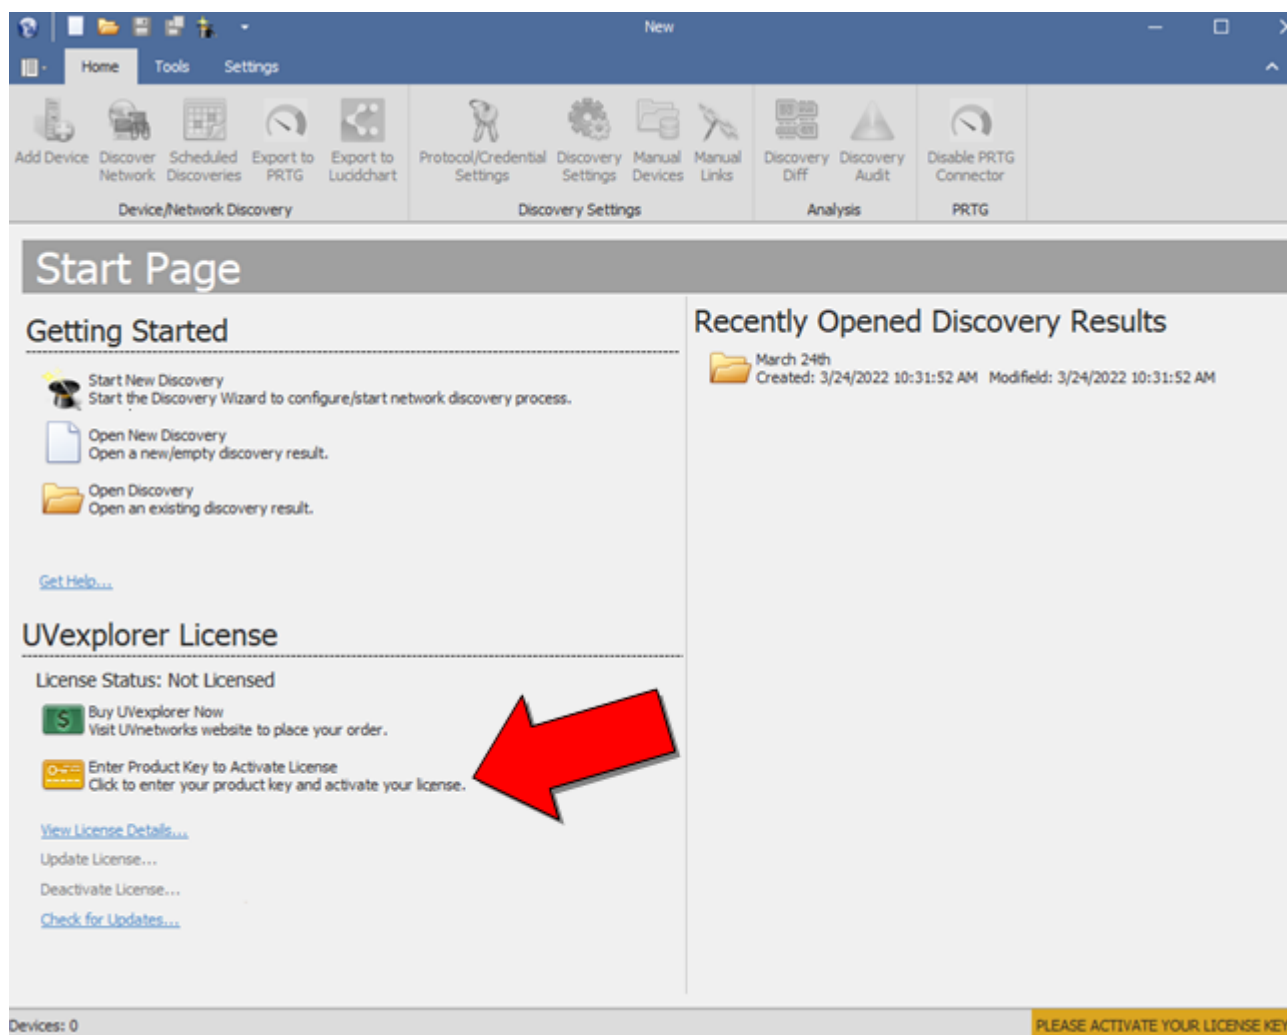 New
Home Tools Settings
Add Device Discover Scheduled Export to Export to Protocol/Credential Discovery Manual Manual Discovery Discovery Disable PRTG
Network Discoveries PRTG Lucidchart Settings Settings Devices Links Diff Audit Connector
Device/Network Discovery Discovery Settings Analysis PRTG
Start Page
Getting Started
Start New Discovery
Start the Discovery Wizard to configure/start network discovery process.
Open New Discovery
Open a new/empty discovery result.
Open Discovery
Open an existing discovery result.
Get Help...
UVexplorer License
License Status: Not Licensed
Buy UVexplorer Now
Visit UVnetworks website to place your order.
Enter Product Key to Activate License
Click to enter your product key and activate your license.
View License Details...
Update License...
Deactivate License...
Check for Updates...
Recently Opened Discovery Results
March 24th
Created: 3/24/2022 10:31:52 AM Modifield: 3/24/2022 10:31:52 AM
Devices: 0
PLEASE ACTIVATE YOUR LICENSE KEY